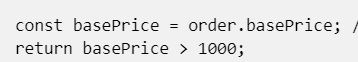 const basePrice = order.basePrice; /
return basePrice > 1000;